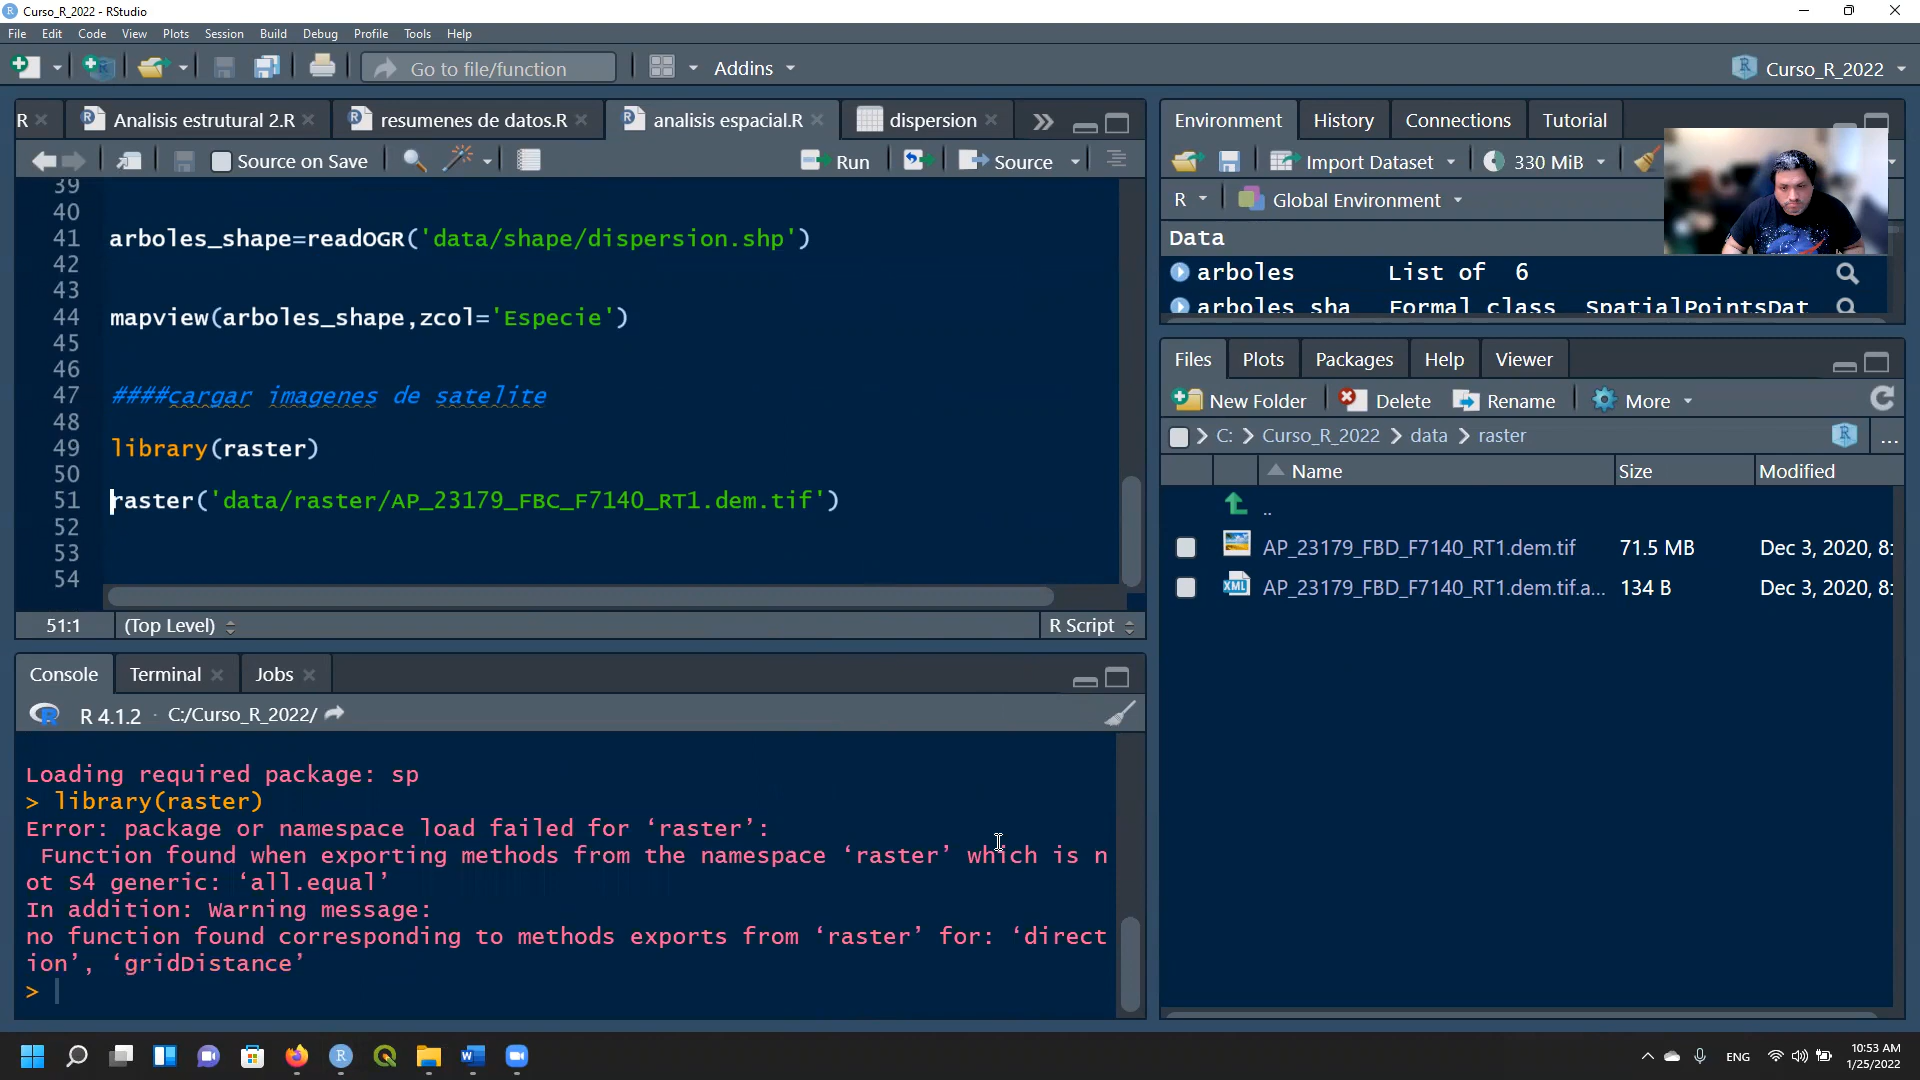 Curso_R_2022 - RStudio
File Edit Code View Plots Session Build Debug Profile Tools Help
Go to file/function Addins Curso_R_2022
R Analisis estrutural 2.R resumenes de datos.R analisis espacial.R dispersion
Source on Save Run Source
39
40
41 arboles_shape=readOGR('data/shape/dispersion.shp')
42
43
44 mapview(arboles_shape,zcol='Especie')
45
46
47 ####cargar imagenes de satelite
48
49 library(raster)
50
51 raster('data/raster/AP_23179_FBC_F7140_RT1.dem.tif')
52
53
54
51:1 (Top Level) R Script
Console Terminal Jobs
R 4.1.2 · C:/Curso_R_2022/
Loading required package: sp
> library(raster)
Error: package or namespace load failed for ‘raster’:
Function found when exporting methods from the namespace ‘raster’ which is n
ot S4 generic: ‘all.equal’
In addition: Warning message:
no function found corresponding to methods exports from ‘raster’ for: ‘direct
ion’, ‘gridDistance’
>
Environment History Connections Tutorial
Import Dataset 330 MiB
R Global Environment
Data
arboles List of 6
arboles sha Formal class SpatialPointsDat
Files Plots Packages Help Viewer
New Folder Delete Rename More
C: Curso_R_2022 data raster ...
Name Size Modified
..
AP_23179_FBD_F7140_RT1.dem.tif 71.5 MB Dec 3, 2020, 8:
XML AP_23179_FBD_F7140_RT1.dem.tif.a... 134 B Dec 3, 2020, 8:
ENG
10:53 AM
1/25/2022